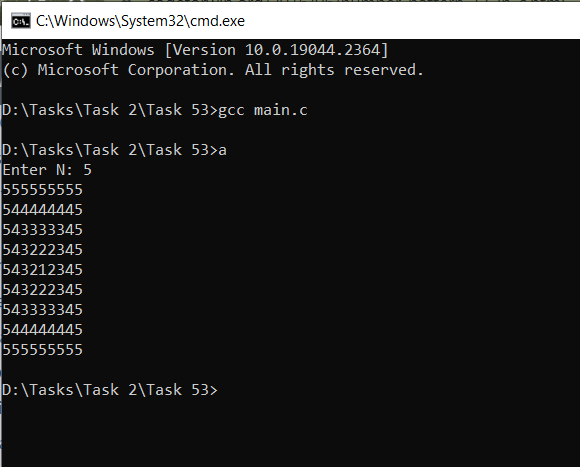 C:\Windows\System32\cmd.exe
Microsoft Windows [Version 10.0.19044.2364]
(c) Microsoft Corporation. All rights reserved.
D:\Tasks\Task 2\Task 53>gcc main.c
D:\Tasks\Task 2\Task 53>a
Enter N: 5
555555555
544444445
543333345
543222345
543212345
543222345
543333345
544444445
555555555
D:\Tasks\Task 2\Task 53>